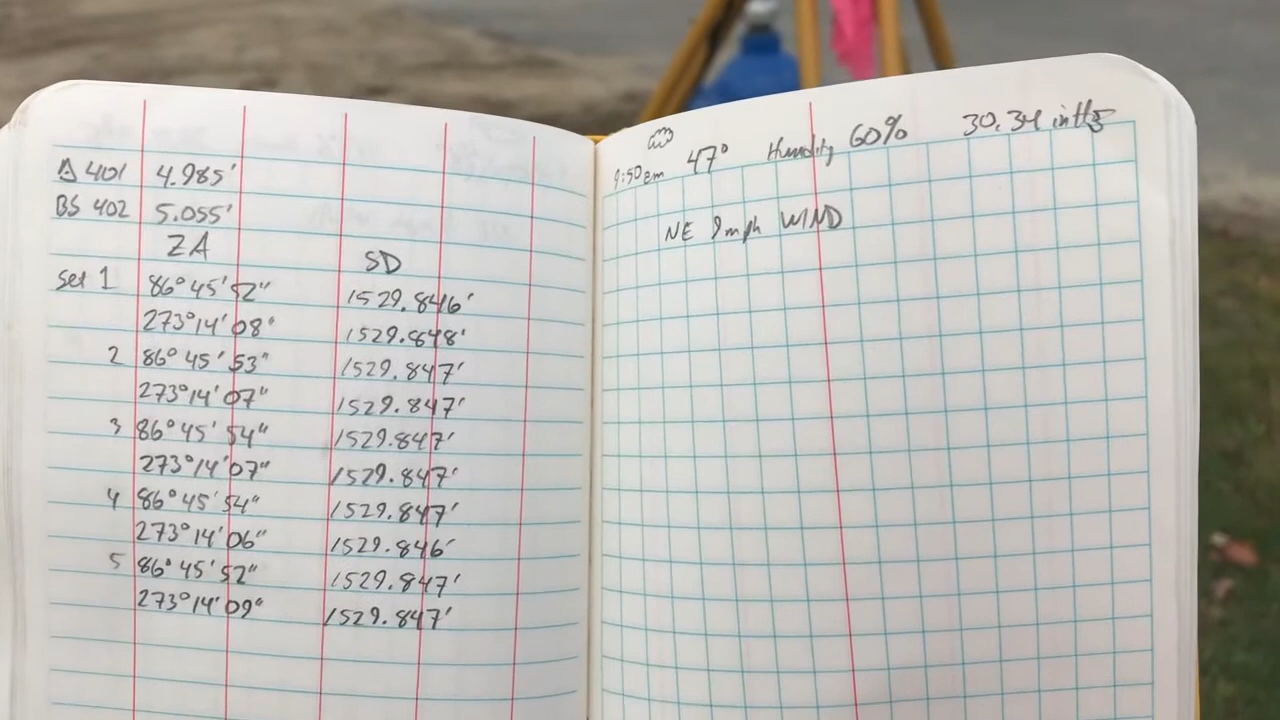 △ 401 4.985'
BS 402 5.055'
ZA SD
Set 1 86°45'52" 1529.846'
273°14'08" 1529.848'
2 86°45'53" 1529.847'
273°14'07" 1529.847'
3 86°45'54" 1529.847'
273°14'07" 1529.847'
4 86°45'54" 1529.847'
273°14'06" 1529.846'
5 86°45'52" 1529.847'
273°14'09" 1529.847'
9:50am 47° Humidity 60% 30.34 inHg
NE 9mph WIND